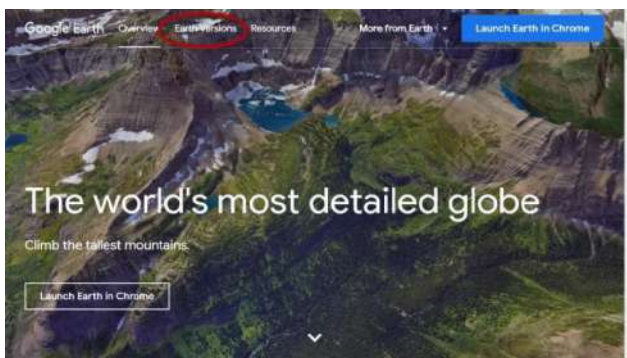 Google Earth Overview Earth Versions Resources More from Earth Launch Earth in Chrome
The world's most detailed globe
Climb the tallest mountains.
Launch Earth in Chrome